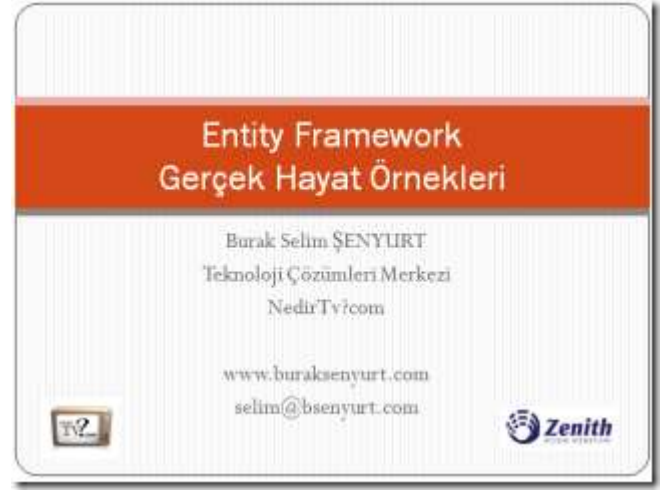 Entity Framework
Gerçek Hayat Örnekleri
Burak Selim ŞENYURT
Teknoloji Çözümleri Merkezi
NedirTv?com
www.buraksenyurt.com
selim@bsenyurt.com
Tv?
Zenith